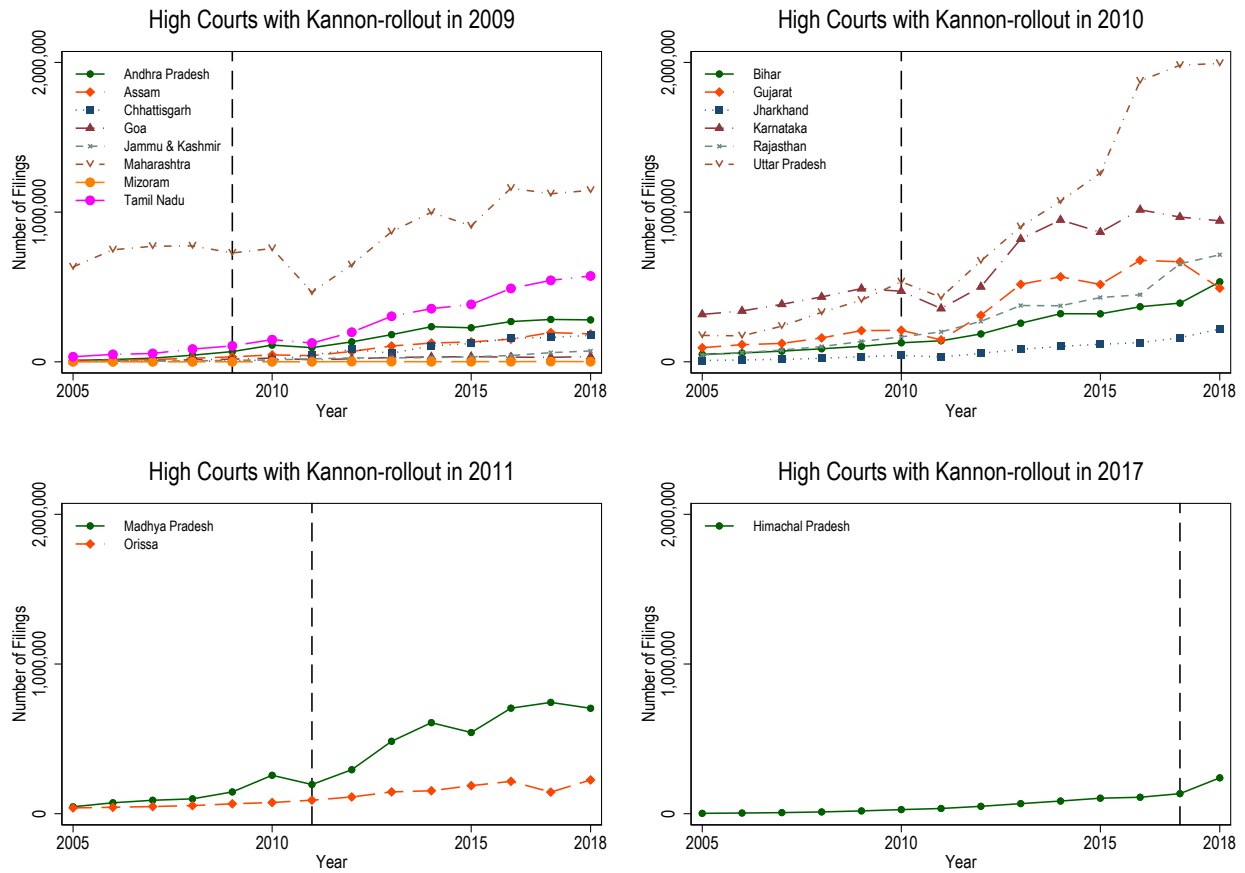 High Courts with Kannon-rollout in 2009
Number of Filings
2,000,000
1,000,000
0
Andhra Pradesh
Assam
Chhattisgarh
Goa
Jammu & Kashmir
Maharashtra
Mizoram
Tamil Nadu
2005 2010 2015 2018
Year
High Courts with Kannon-rollout in 2010
Number of Filings
2,000,000
1,000,000
0
Bihar
Gujarat
Jharkhand
Karnataka
Rajasthan
Uttar Pradesh
2005 2010 2015 2018
Year
High Courts with Kannon-rollout in 2011
Number of Filings
2,000,000
1,000,000
0
Madhya Pradesh
Orissa
2005 2010 2015 2018
Year
High Courts with Kannon-rollout in 2017
Number of Filings
2,000,000
1,000,000
0
Himachal Pradesh
2005 2010 2015 2018
Year